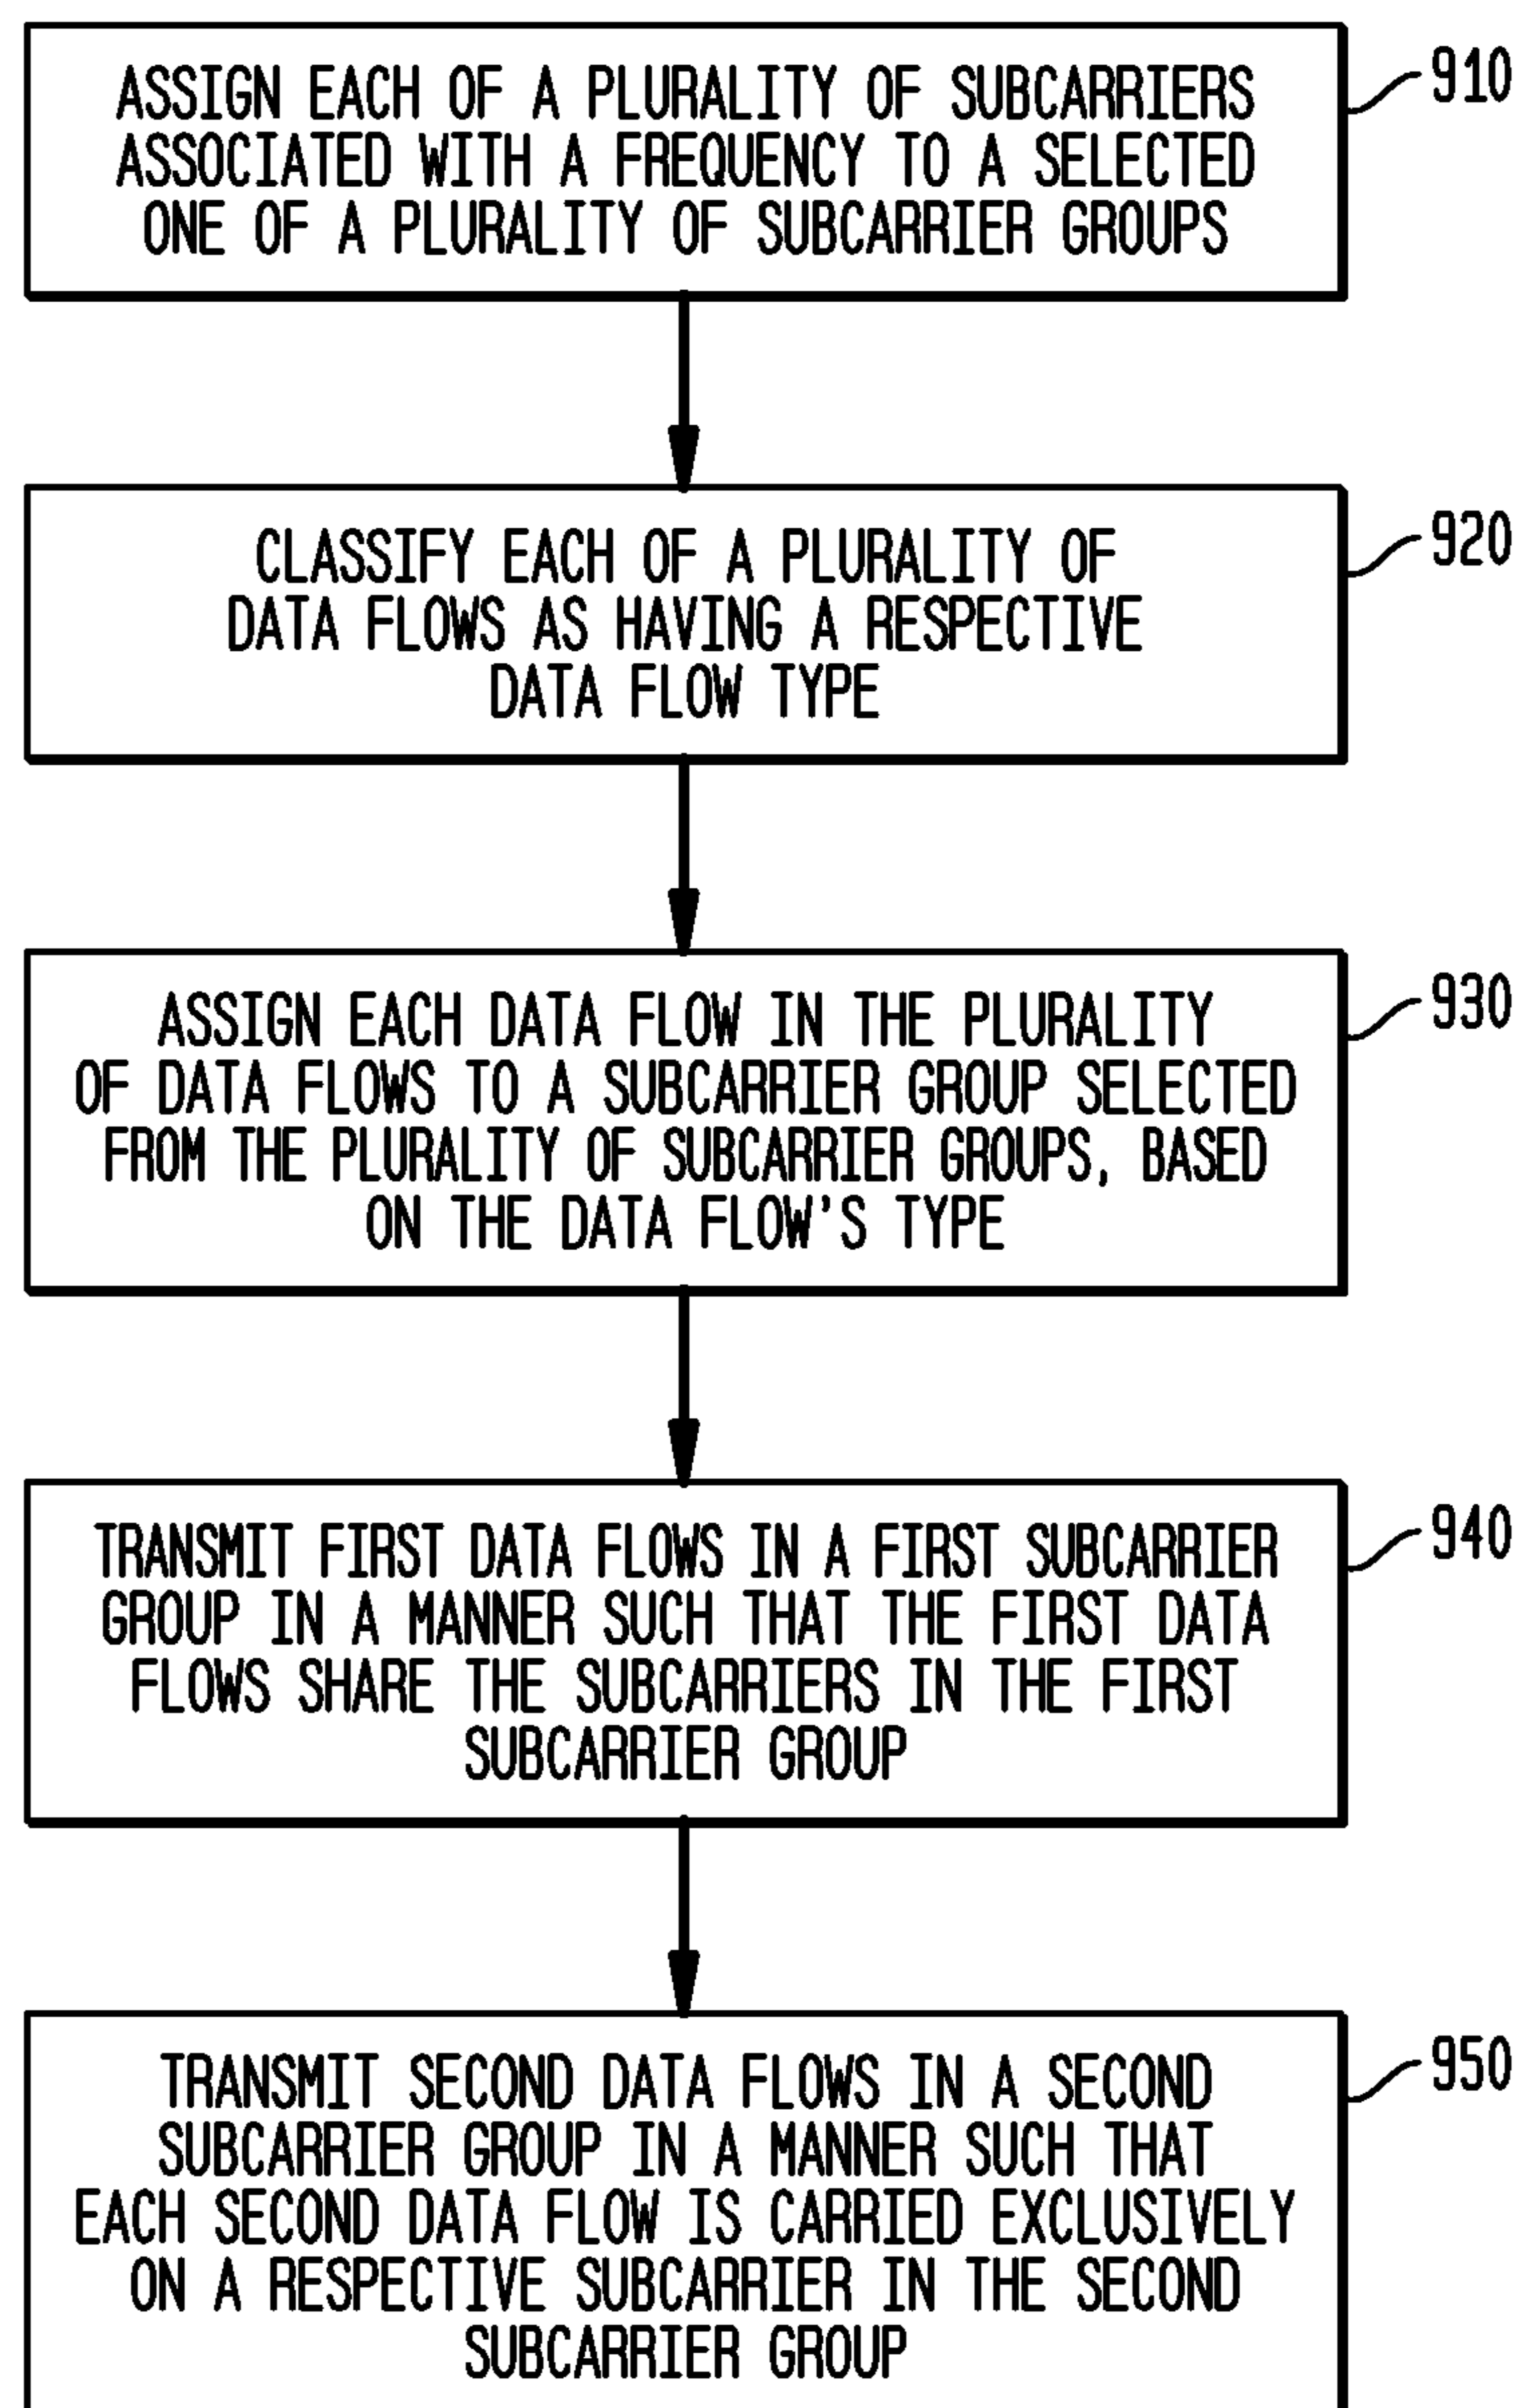 ASSIGN EACH OF A PLURALITY OF SUBCARRIERS
ASSOCIATED WITH A FREQUENCY TO A SELECTED
ONE OF A PLURALITY OF SUBCARRIER GROUPS
910
CLASSIFY EACH OF A PLURALITY OF
DATA FLOWS AS HAVING A RESPECTIVE
DATA FLOW TYPE
920
ASSIGN EACH DATA FLOW IN THE PLURALITY
OF DATA FLOWS TO A SUBCARRIER GROUP SELECTED
FROM THE PLURALITY OF SUBCARRIER GROUPS, BASED
ON THE DATA FLOW'S TYPE
930
TRANSMIT FIRST DATA FLOWS IN A FIRST SUBCARRIER
GROUP IN A MANNER SUCH THAT THE FIRST DATA
FLOWS SHARE THE SUBCARRIERS IN THE FIRST
SUBCARRIER GROUP
940
TRANSMIT SECOND DATA FLOWS IN A SECOND
SUBCARRIER GROUP IN A MANNER SUCH THAT
EACH SECOND DATA FLOW IS CARRIED EXCLUSIVELY
ON A RESPECTIVE SUBCARRIER IN THE SECOND
SUBCARRIER GROUP
950